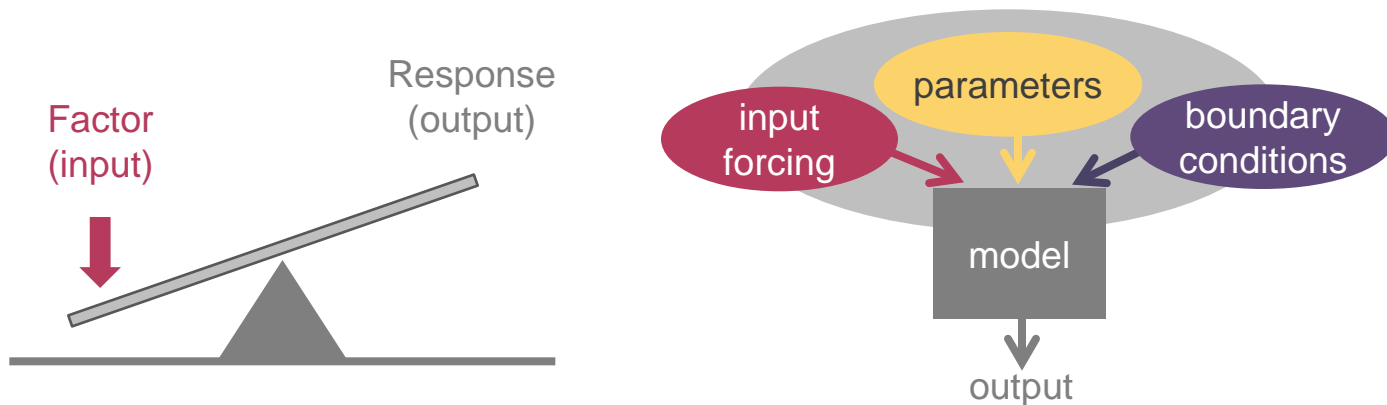 Factor
(input)
Response
(output)
parameters
input
forcing
boundary
conditions
model
output